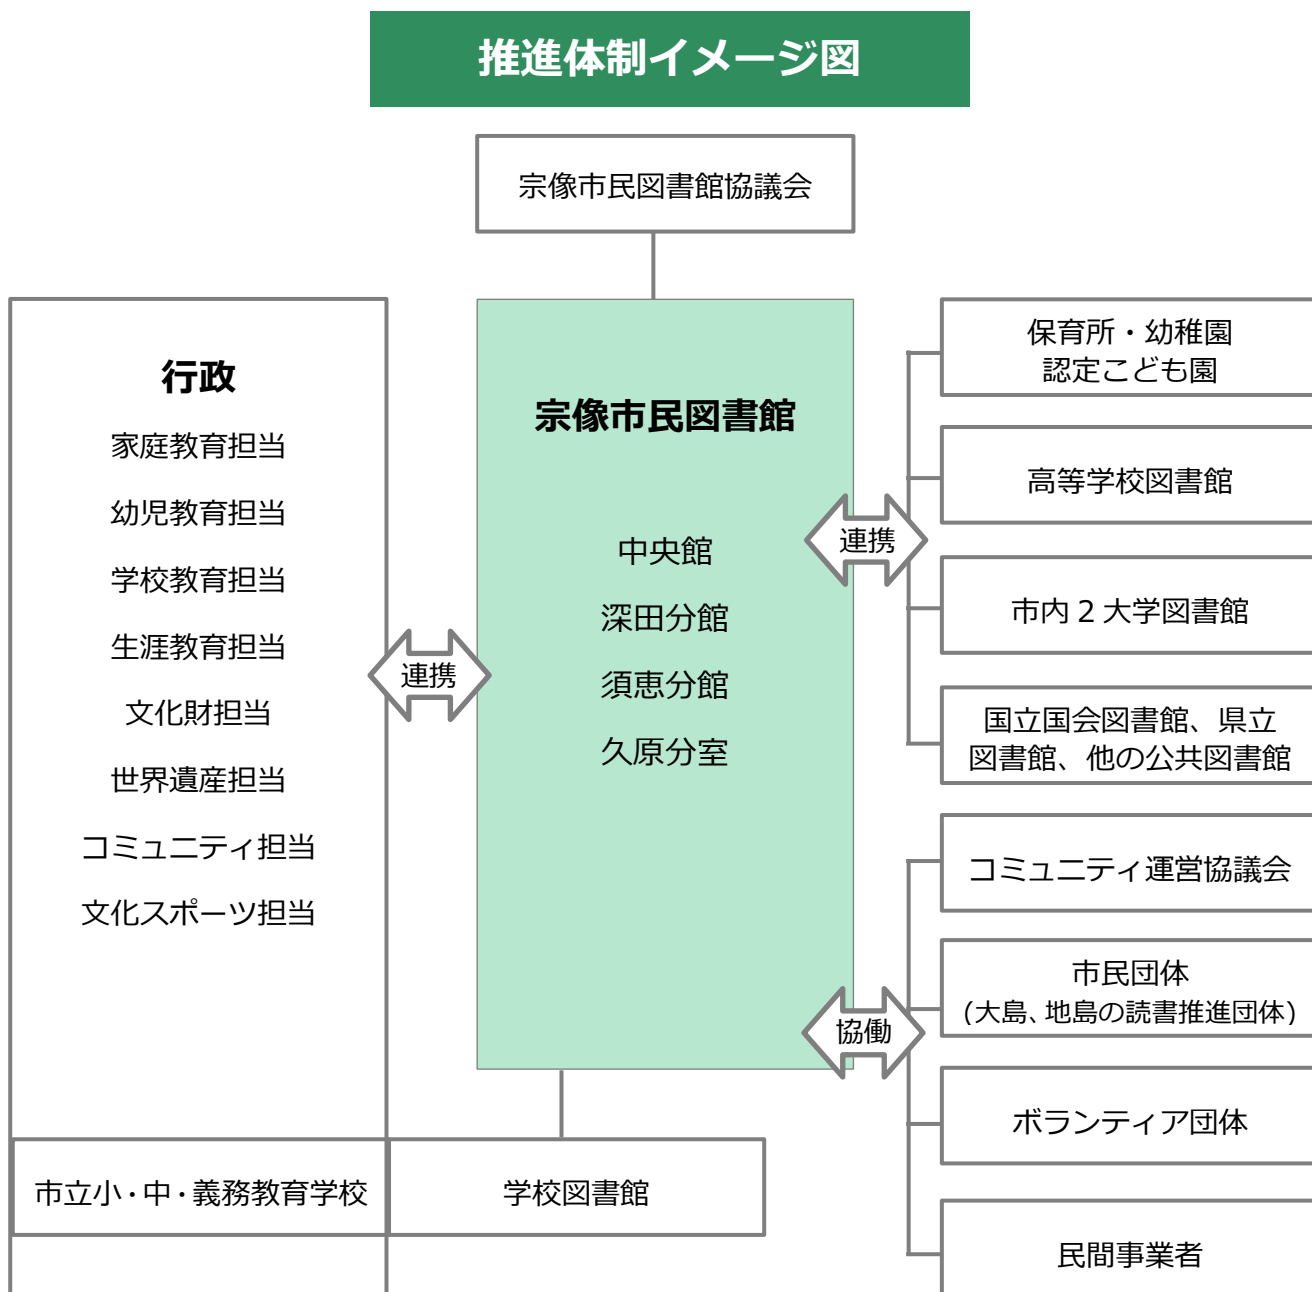 推進体制イメージ図
宗像市民図書館協議会
行政
家庭教育担当
幼児教育担当
学校教育担当
生涯教育担当
文化財担当
世界遺産担当
コミュニティ担当
文化スポーツ担当
連携
宗像市民図書館
中央館
深田分館
須恵分館
久原分室
連携
保育所・幼稚園
認定こども園
高等学校図書館
市内2大学図書館
国立国会図書館、県立
図書館、他の公共図書館
協働
コミュニティ運営協議会
市民団体
(大島、地島の読書推進団体)
ボランティア団体
民間事業者
市立小・中・義務教育学校
学校図書館